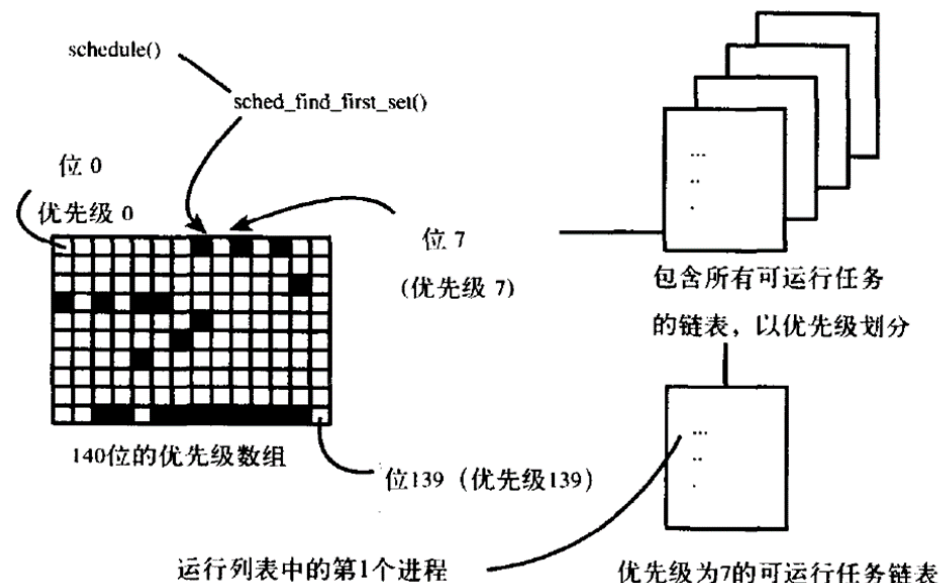 schedule()
sched_find_first_set()
位 0
优先级 0
位 7
(优先级 7)
...
..
.
包含所有可运行任务
的链表，以优先级划分
140位的优先级数组
位139（优先级139）
...
..
.
运行列表中的第1个进程
优先级为7的可运行任务链表